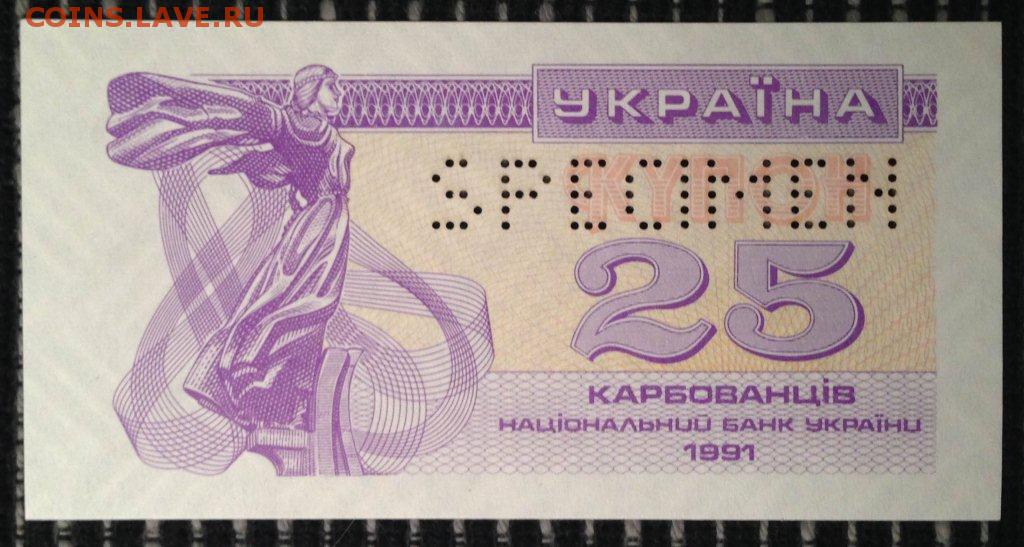 COINS.LAVE.RU
УКРАЇНА
SPECIMEN
КУПОН
25
КАРБОВАНЦІВ
НАЦІОНАЛЬНИЙ БАНК УКРАЇНИ
1991